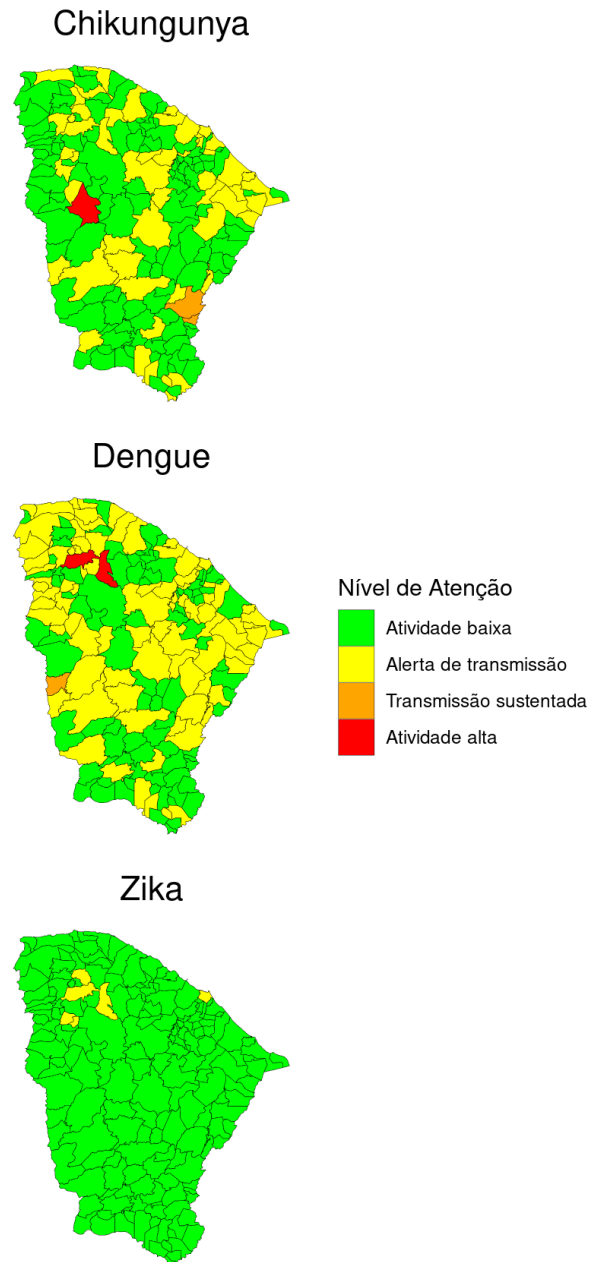 Chikungunya
Dengue
Nível de Atenção
Atividade baixa
Alerta de transmissão
Transmissão sustentada
Atividade alta
Zika